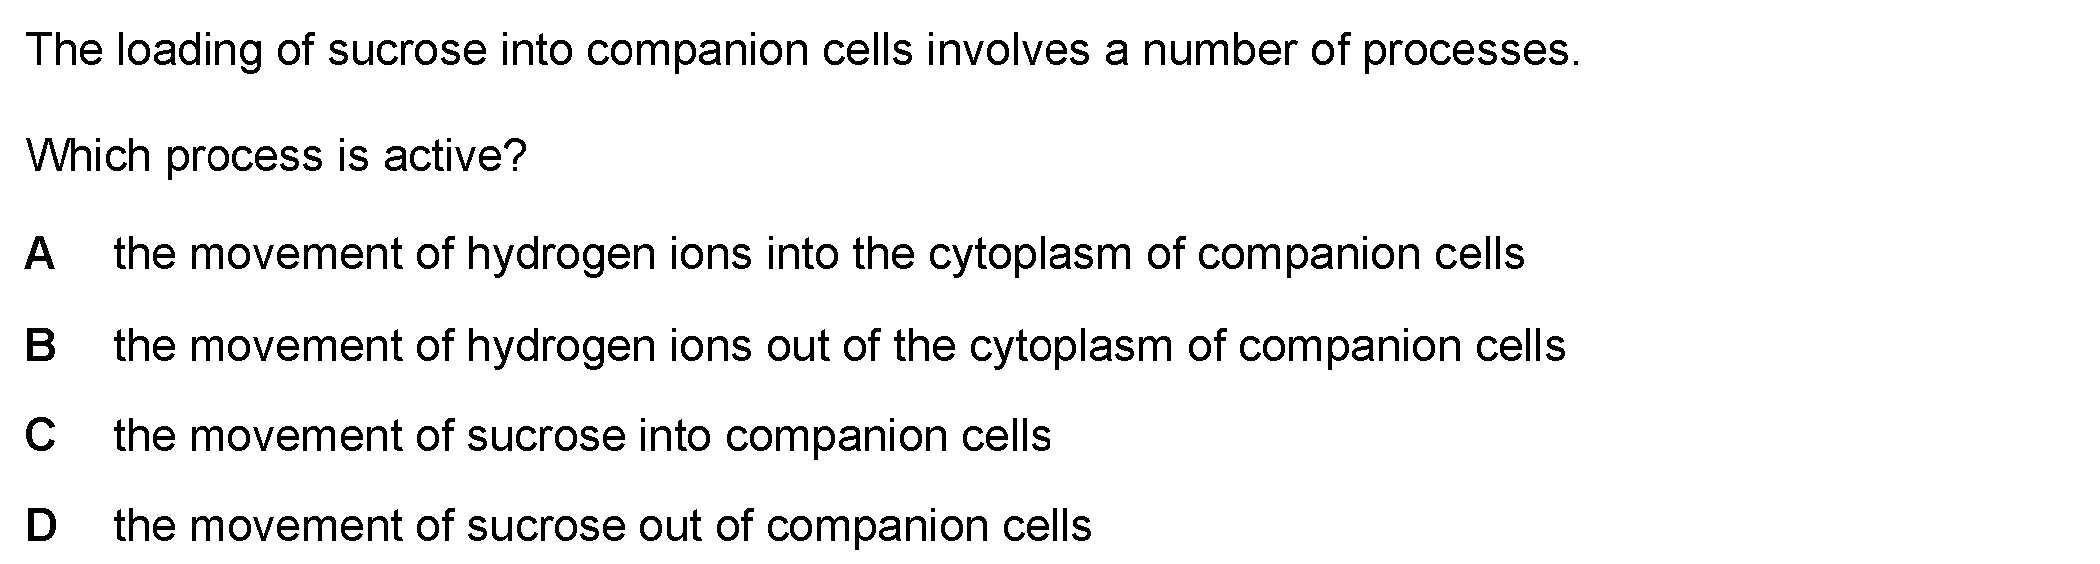 The loading of sucrose into companion cells involves a number of processes.
Which process is active?
A the movement of hydrogen ions into the cytoplasm of companion cells
B the movement of hydrogen ions out of the cytoplasm of companion cells
C the movement of sucrose into companion cells
D the movement of sucrose out of companion cells